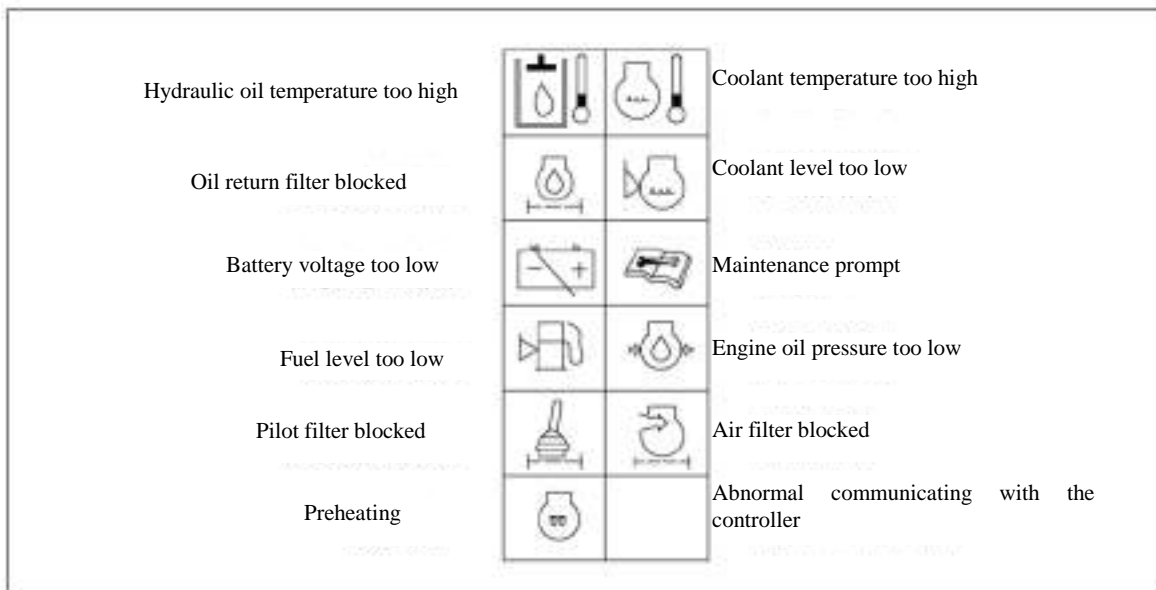 Hydraulic oil temperature too high
Coolant temperature too high
Oil return filter blocked
Coolant level too low
Battery voltage too low
Maintenance prompt
Fuel level too low
Engine oil pressure too low
Pilot filter blocked
Air filter blocked
Preheating
Abnormal communicating with the
controller